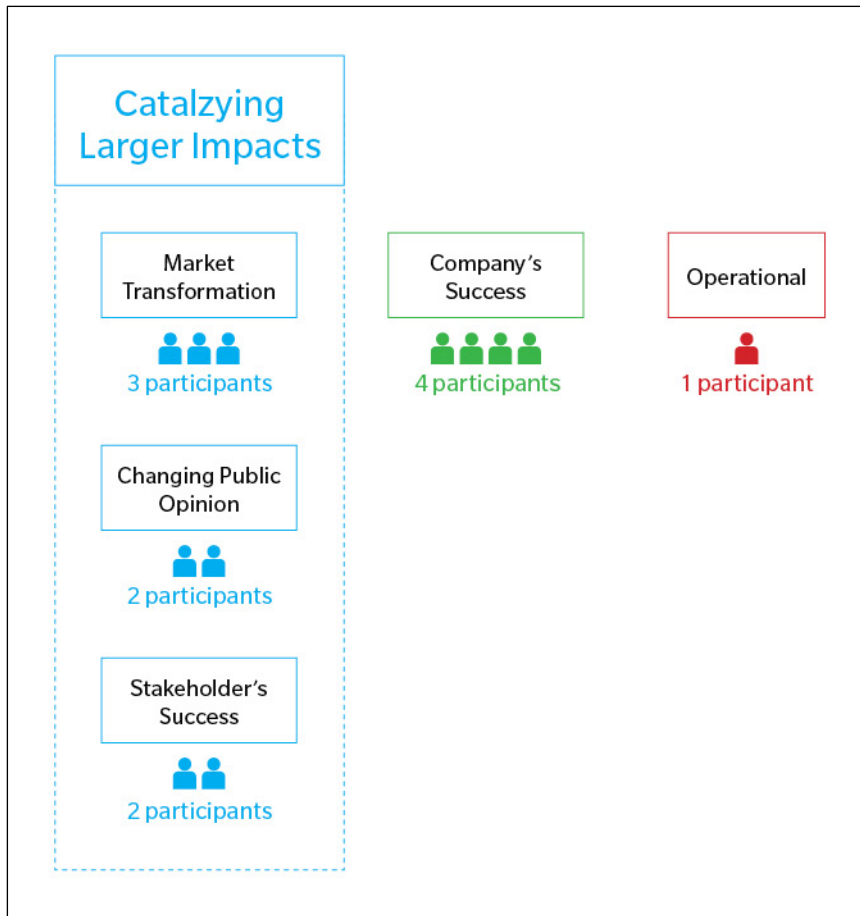 Catalzying
Larger Impacts
Market
Transformation
3 participants
Company's
Success
4 participants
Operational
1 participant
Changing Public
Opinion
2 participants
Stakeholder's
Success
2 participants